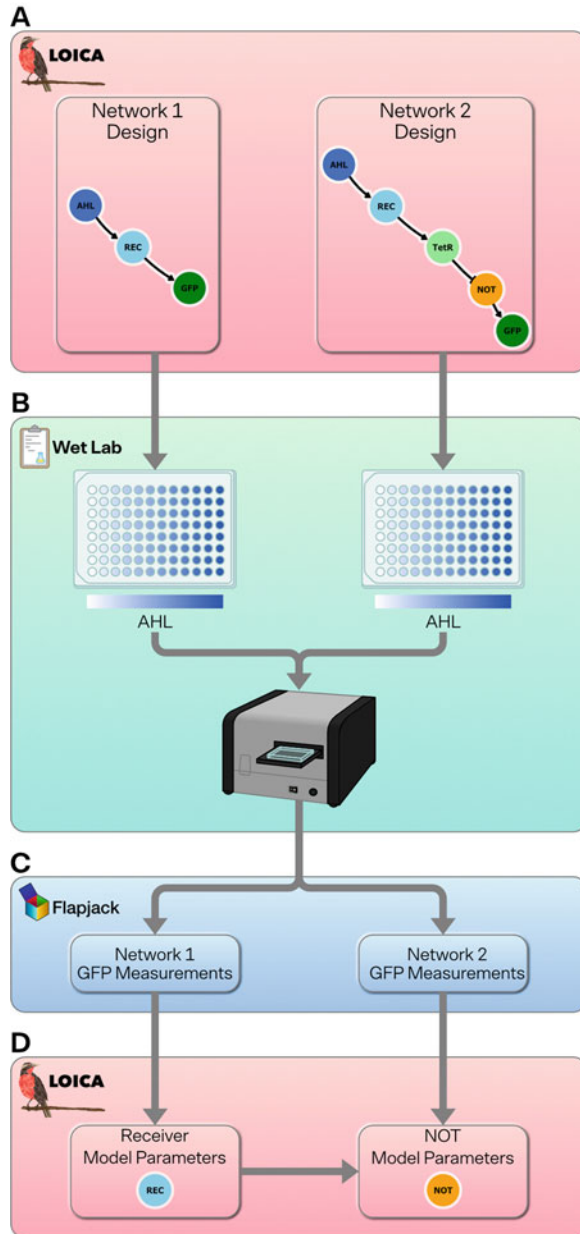 A
LOICA
Network 1
Design
AHL
REC
GFP
Network 2
Design
AHL
REC
TetR
NOT
GFP
B
Wet Lab
AHL
AHL
C
Flapjack
Network 1
GFP Measurements
Network 2
GFP Measurements
D
LOICA
Receiver
Model Parameters
REC
NOT
Model Parameters
NOT